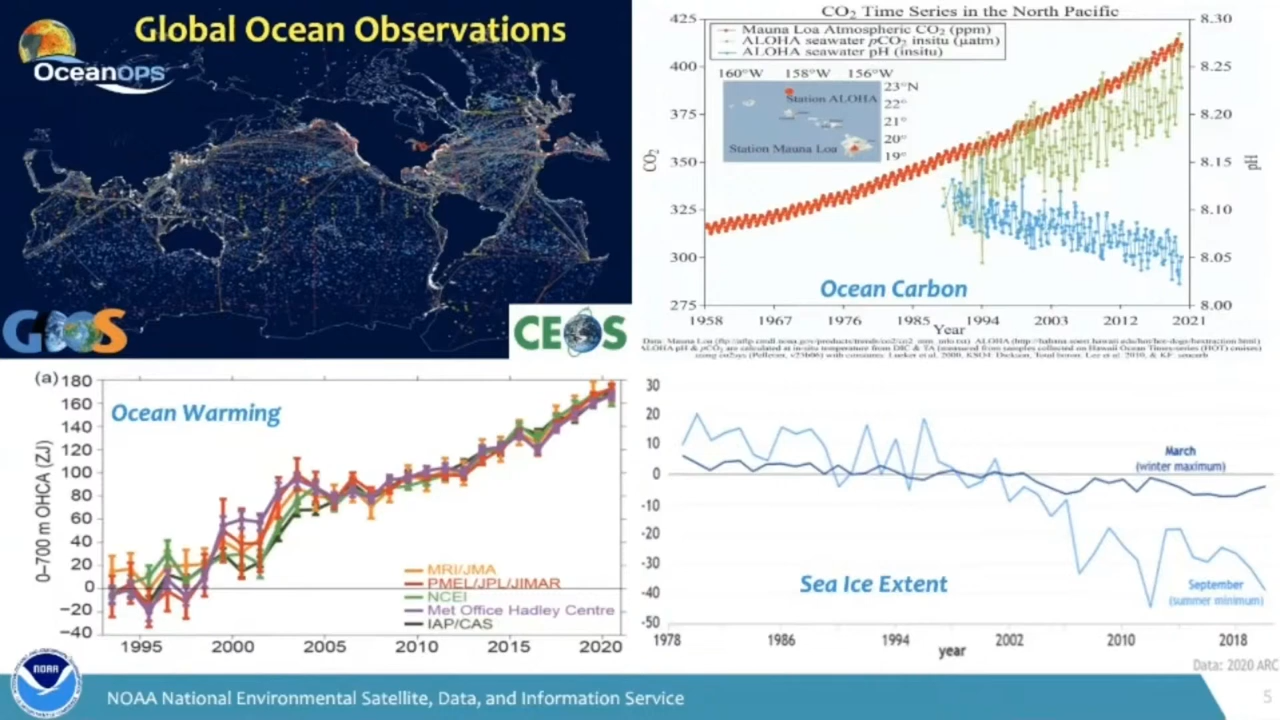 Global Ocean Observations
OceanOPS
GOOS
CEOS
CO2 Time Series in the North Pacific
Mauna Loa Atmospheric CO2 (ppm)
ALOHA seawater pCO2 insitu (µatm)
ALOHA seawater pH (insitu)
160°W 158°W 156°W
23°N
Station ALOHA
22°
21°
20°
Station Mauna Loa
19°
CO2
425
400
375
350
325
300
275
pH
8.30
8.25
8.20
8.15
8.10
8.05
8.00
Ocean Carbon
1958 1967 1976 1985 1994 2003 2012 2021
Year
(a)
Ocean Warming
0–700 m OHCA (ZJ)
180
160
140
120
100
80
60
40
20
0
−20
−40
MRI/JMA
PMEL/JPL/JIMAR
NCEI
Met Office Hadley Centre
IAP/CAS
1995 2000 2005 2010 2015 2020
30
20
10
0
-10
-20
-30
-40
-50
March
(winter maximum)
Sea Ice Extent
September
(summer minimum)
1978 1986 1994 2002 2010 2018
year
Data: 2020 ARC
NOAA
NOAA National Environmental Satellite, Data, and Information Service
5